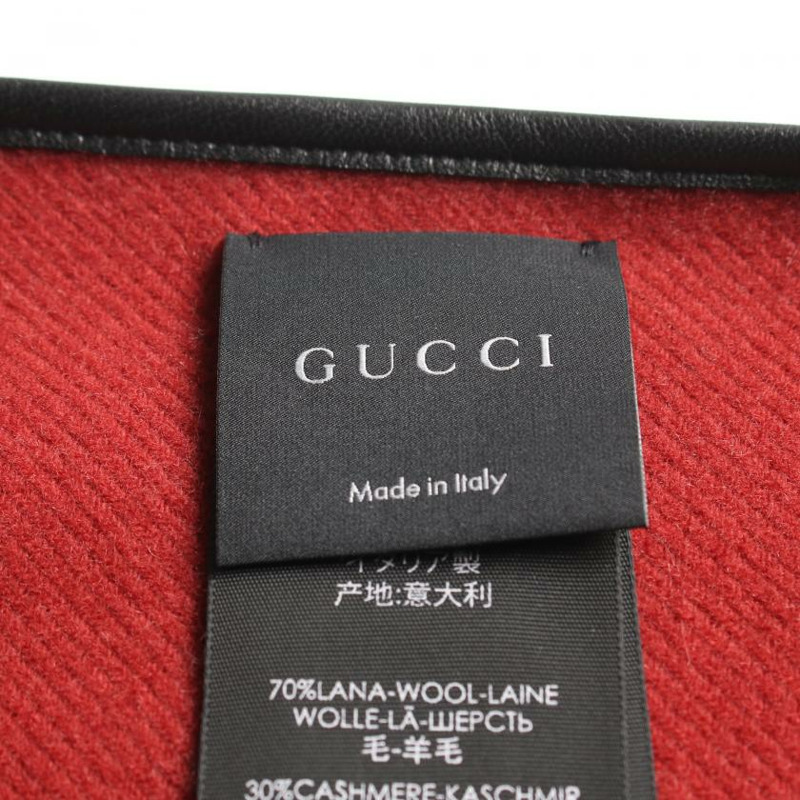 GUCCI
Made in Italy
イタリア製
产地:意大利
70%LANA-WOOL-LAINE
WOLLE-LÃ-ШЕРСТЬ
毛-羊毛
30%CASHMERE-KASCHMIR